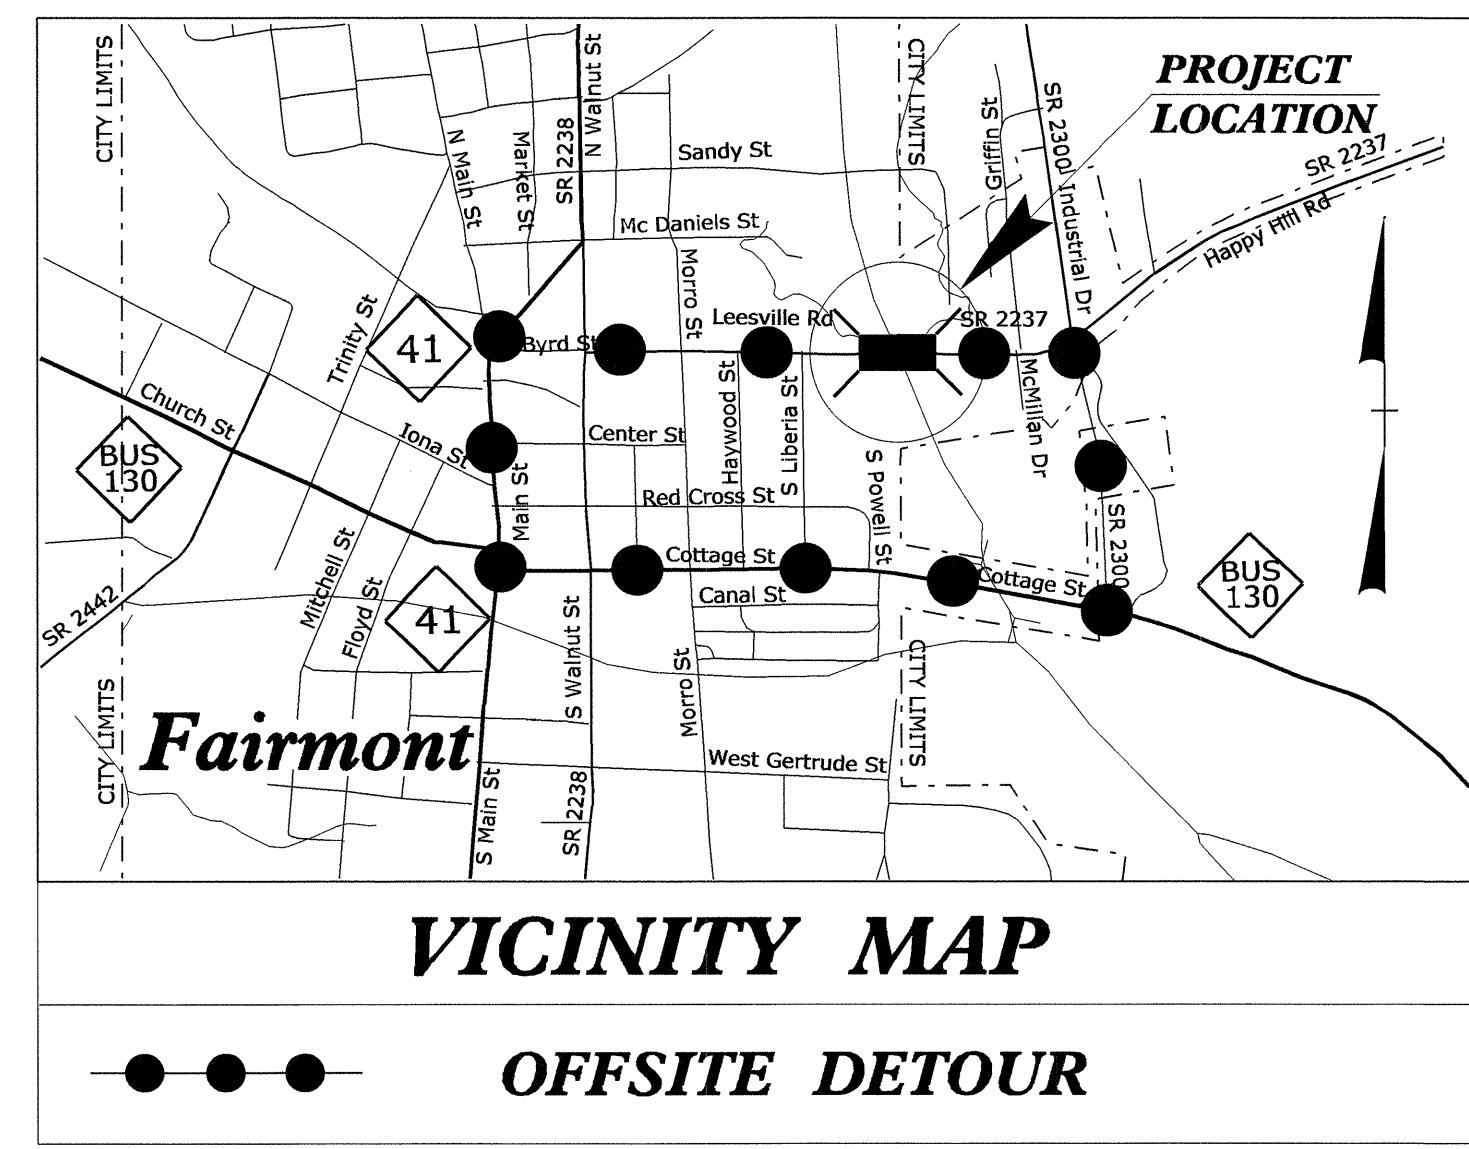 CITY LIMITS
N Main St
Market St
SR 2238
N Walnut St
Sandy St
CITY LIMITS
Griffin St
SR 2300
Industrial Dr
PROJECT
LOCATION
SR 2237
Happy Hill Rd
Mc Daniels St
Morro St
Trinity St
41
Byrd St
Leesville Rd
SR 2237
Church St
BUS
130
Iona St
Main St
Center St
Haywood St
S Liberia St
S Powell St
McMillan Dr
Red Cross St
SR 2300
Cottage St
Cottage St
BUS
130
Mitchell St
Floyd St
41
Canal St
SR 2442
S Walnut St
Morro St
CITY LIMITS
CITY LIMITS
Fairmont
West Gertrude St
S Main St
SR 2238
VICINITY MAP
OFFSITE DETOUR